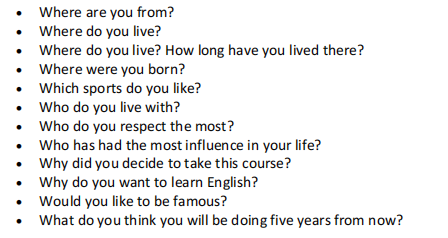 • Where are you from?
• Where do you live?
• Where do you live? How long have you lived there?
• Where were you born?
• Which sports do you like?
• Who do you live with?
• Who do you respect the most?
• Who has had the most influence in your life?
• Why did you decide to take this course?
• Why do you want to learn English?
• Would you like to be famous?
• What do you think you will be doing five years from now?